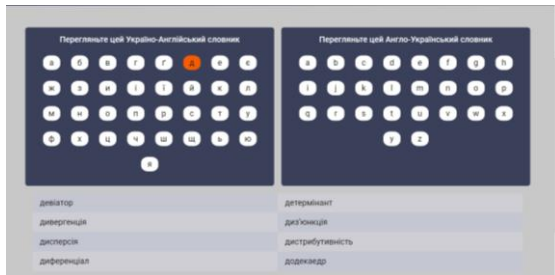 Перегляньте цей Україно-Англійський словник
а б в г ґ д е є
ж з и і ї й к л
м н о п р с т у
ф х ц ч ш щ ь ю
я
Перегляньте цей Англо-Український словник
a b c d e f g h
i j k l m n o p
q r s t u v w x
y z
девіатор детермінант
дивергенція диз'юнкція
дисперсія дистрибутивність
диференціал додекаедр